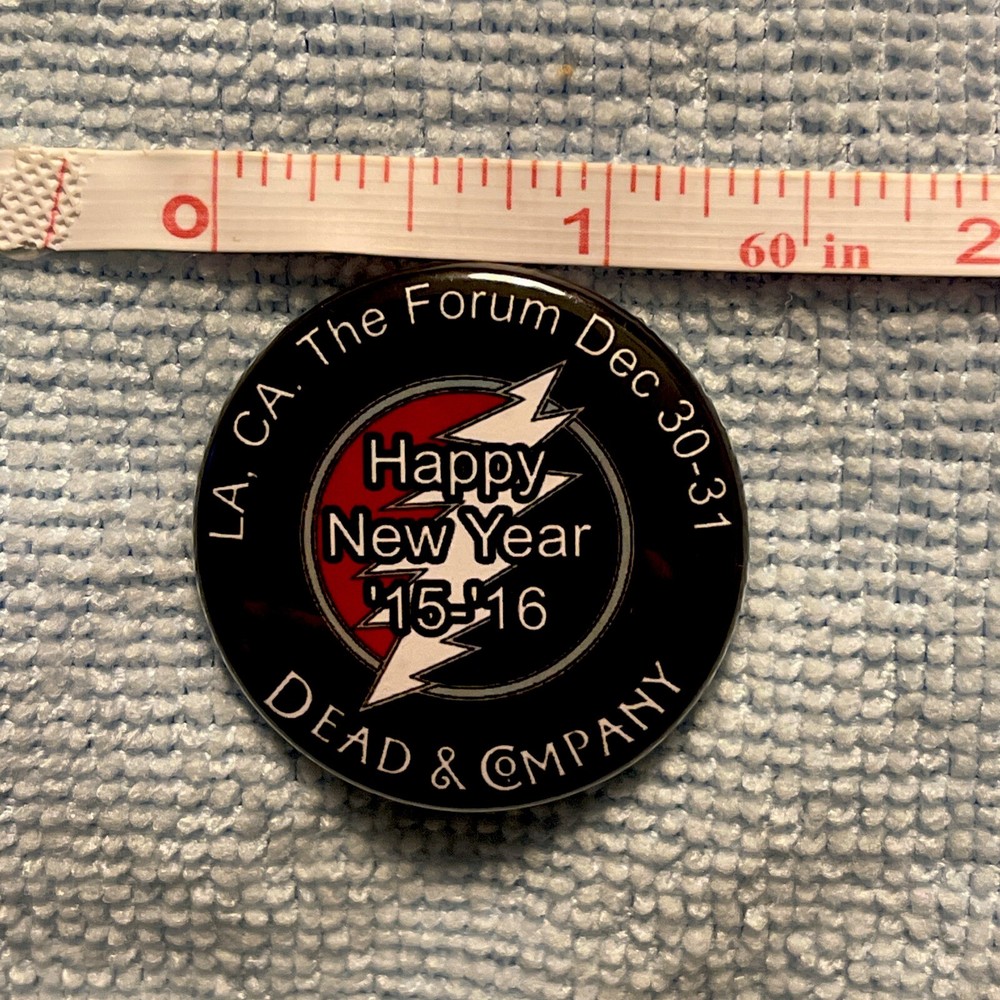 0 1 60 in 2
LA, CA. The Forum Dec 30-31
Happy
New Year
'15-'16
DEAD & COMPANY